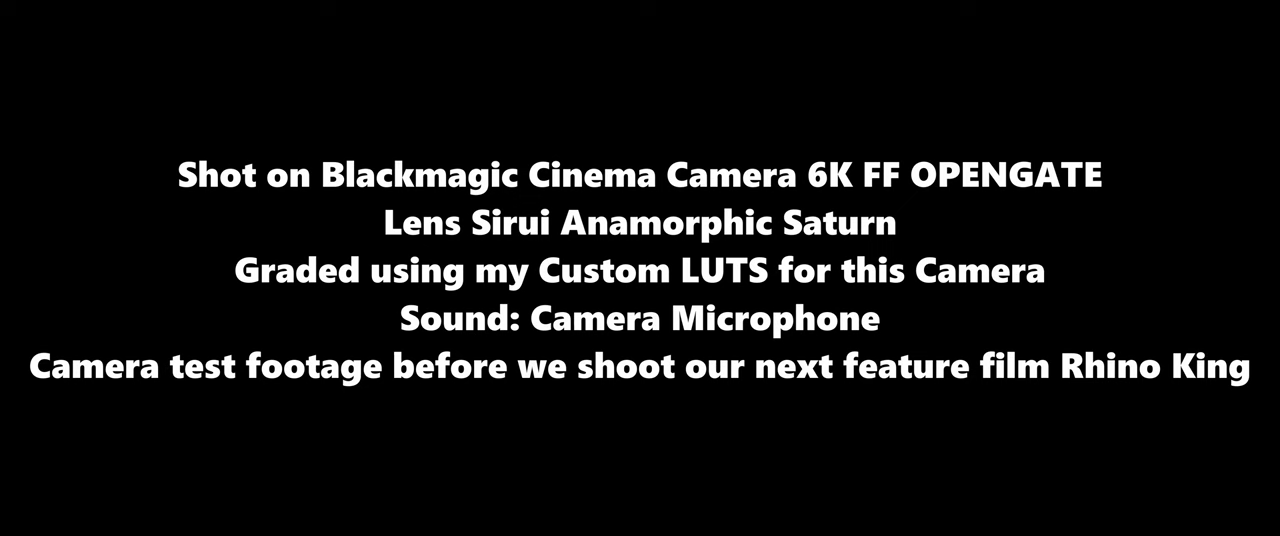 Shot on Blackmagic Cinema Camera 6K FF OPENGATE
Lens Sirui Anamorphic Saturn
Graded using my Custom LUTS for this Camera
Sound: Camera Microphone
Camera test footage before we shoot our next feature film Rhino King